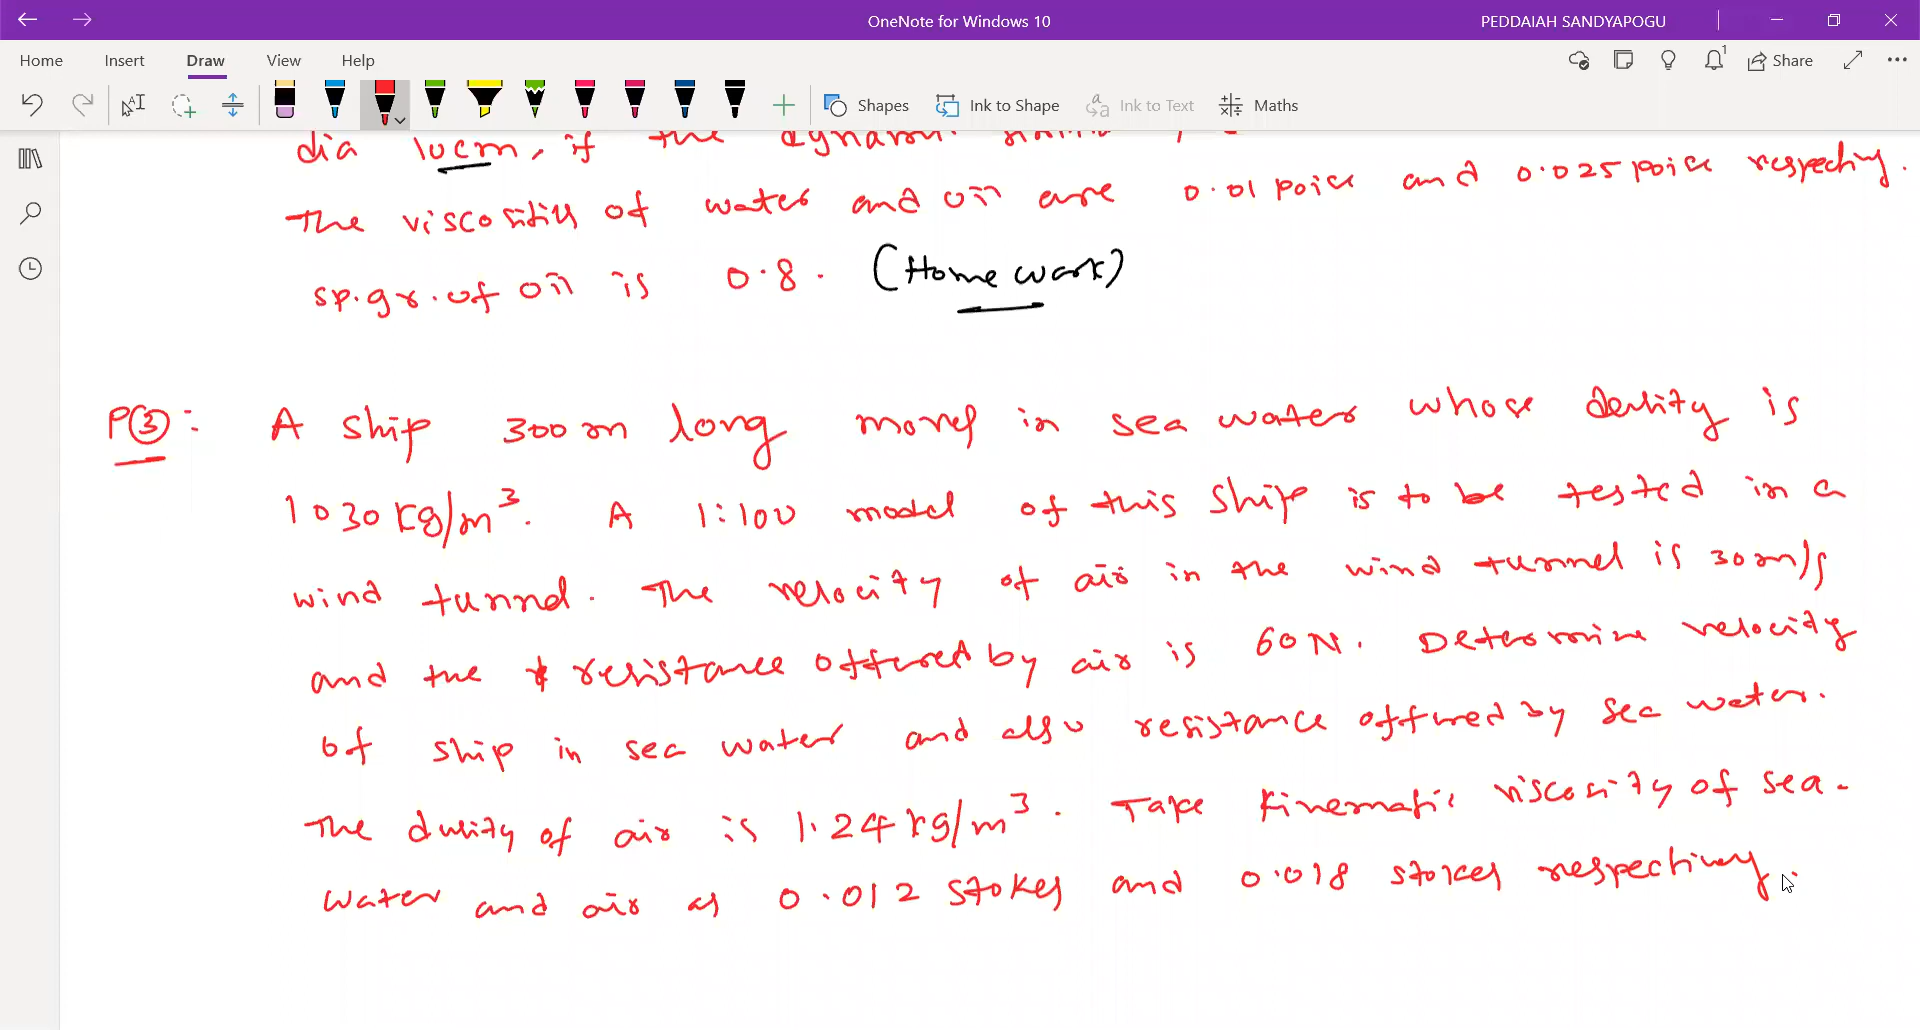 OneNote for Windows 10
PEDDAIAH SANDYAPOGU
Home Insert Draw View Help
1
Share
Shapes Ink to Shape Ink to Text Maths
dia 10cm, if the
The viscosities of water and oil are 0.01 poise and 0.025 poise
sp.gr. of oil is 0.8. (Home work)
P(3): A ship 300m long moves in sea water whose density is
1030 kg/m³. A 1:100 model of this ship is to be tested in a
wind tunnel. The velocity of air in the wind tunnel is 30m/s
and the resistance offered by air is 60N. Determine velocity
of ship in sea water and also resistance offered by sea water.
The density of air is 1.24 kg/m³. Take Kinematic viscosity of sea-
water and air as 0.012 stokes and 0.018 stokes respectively.